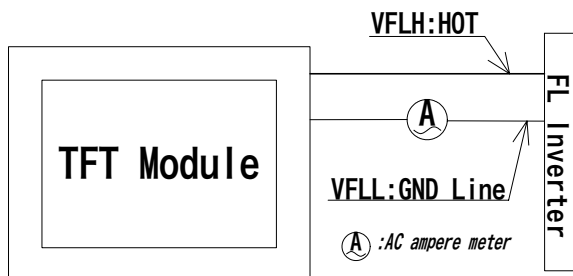 VFLH:HOT
A
TFT Module
VFLL:GND Line
FL Inverter
A :AC ampere meter